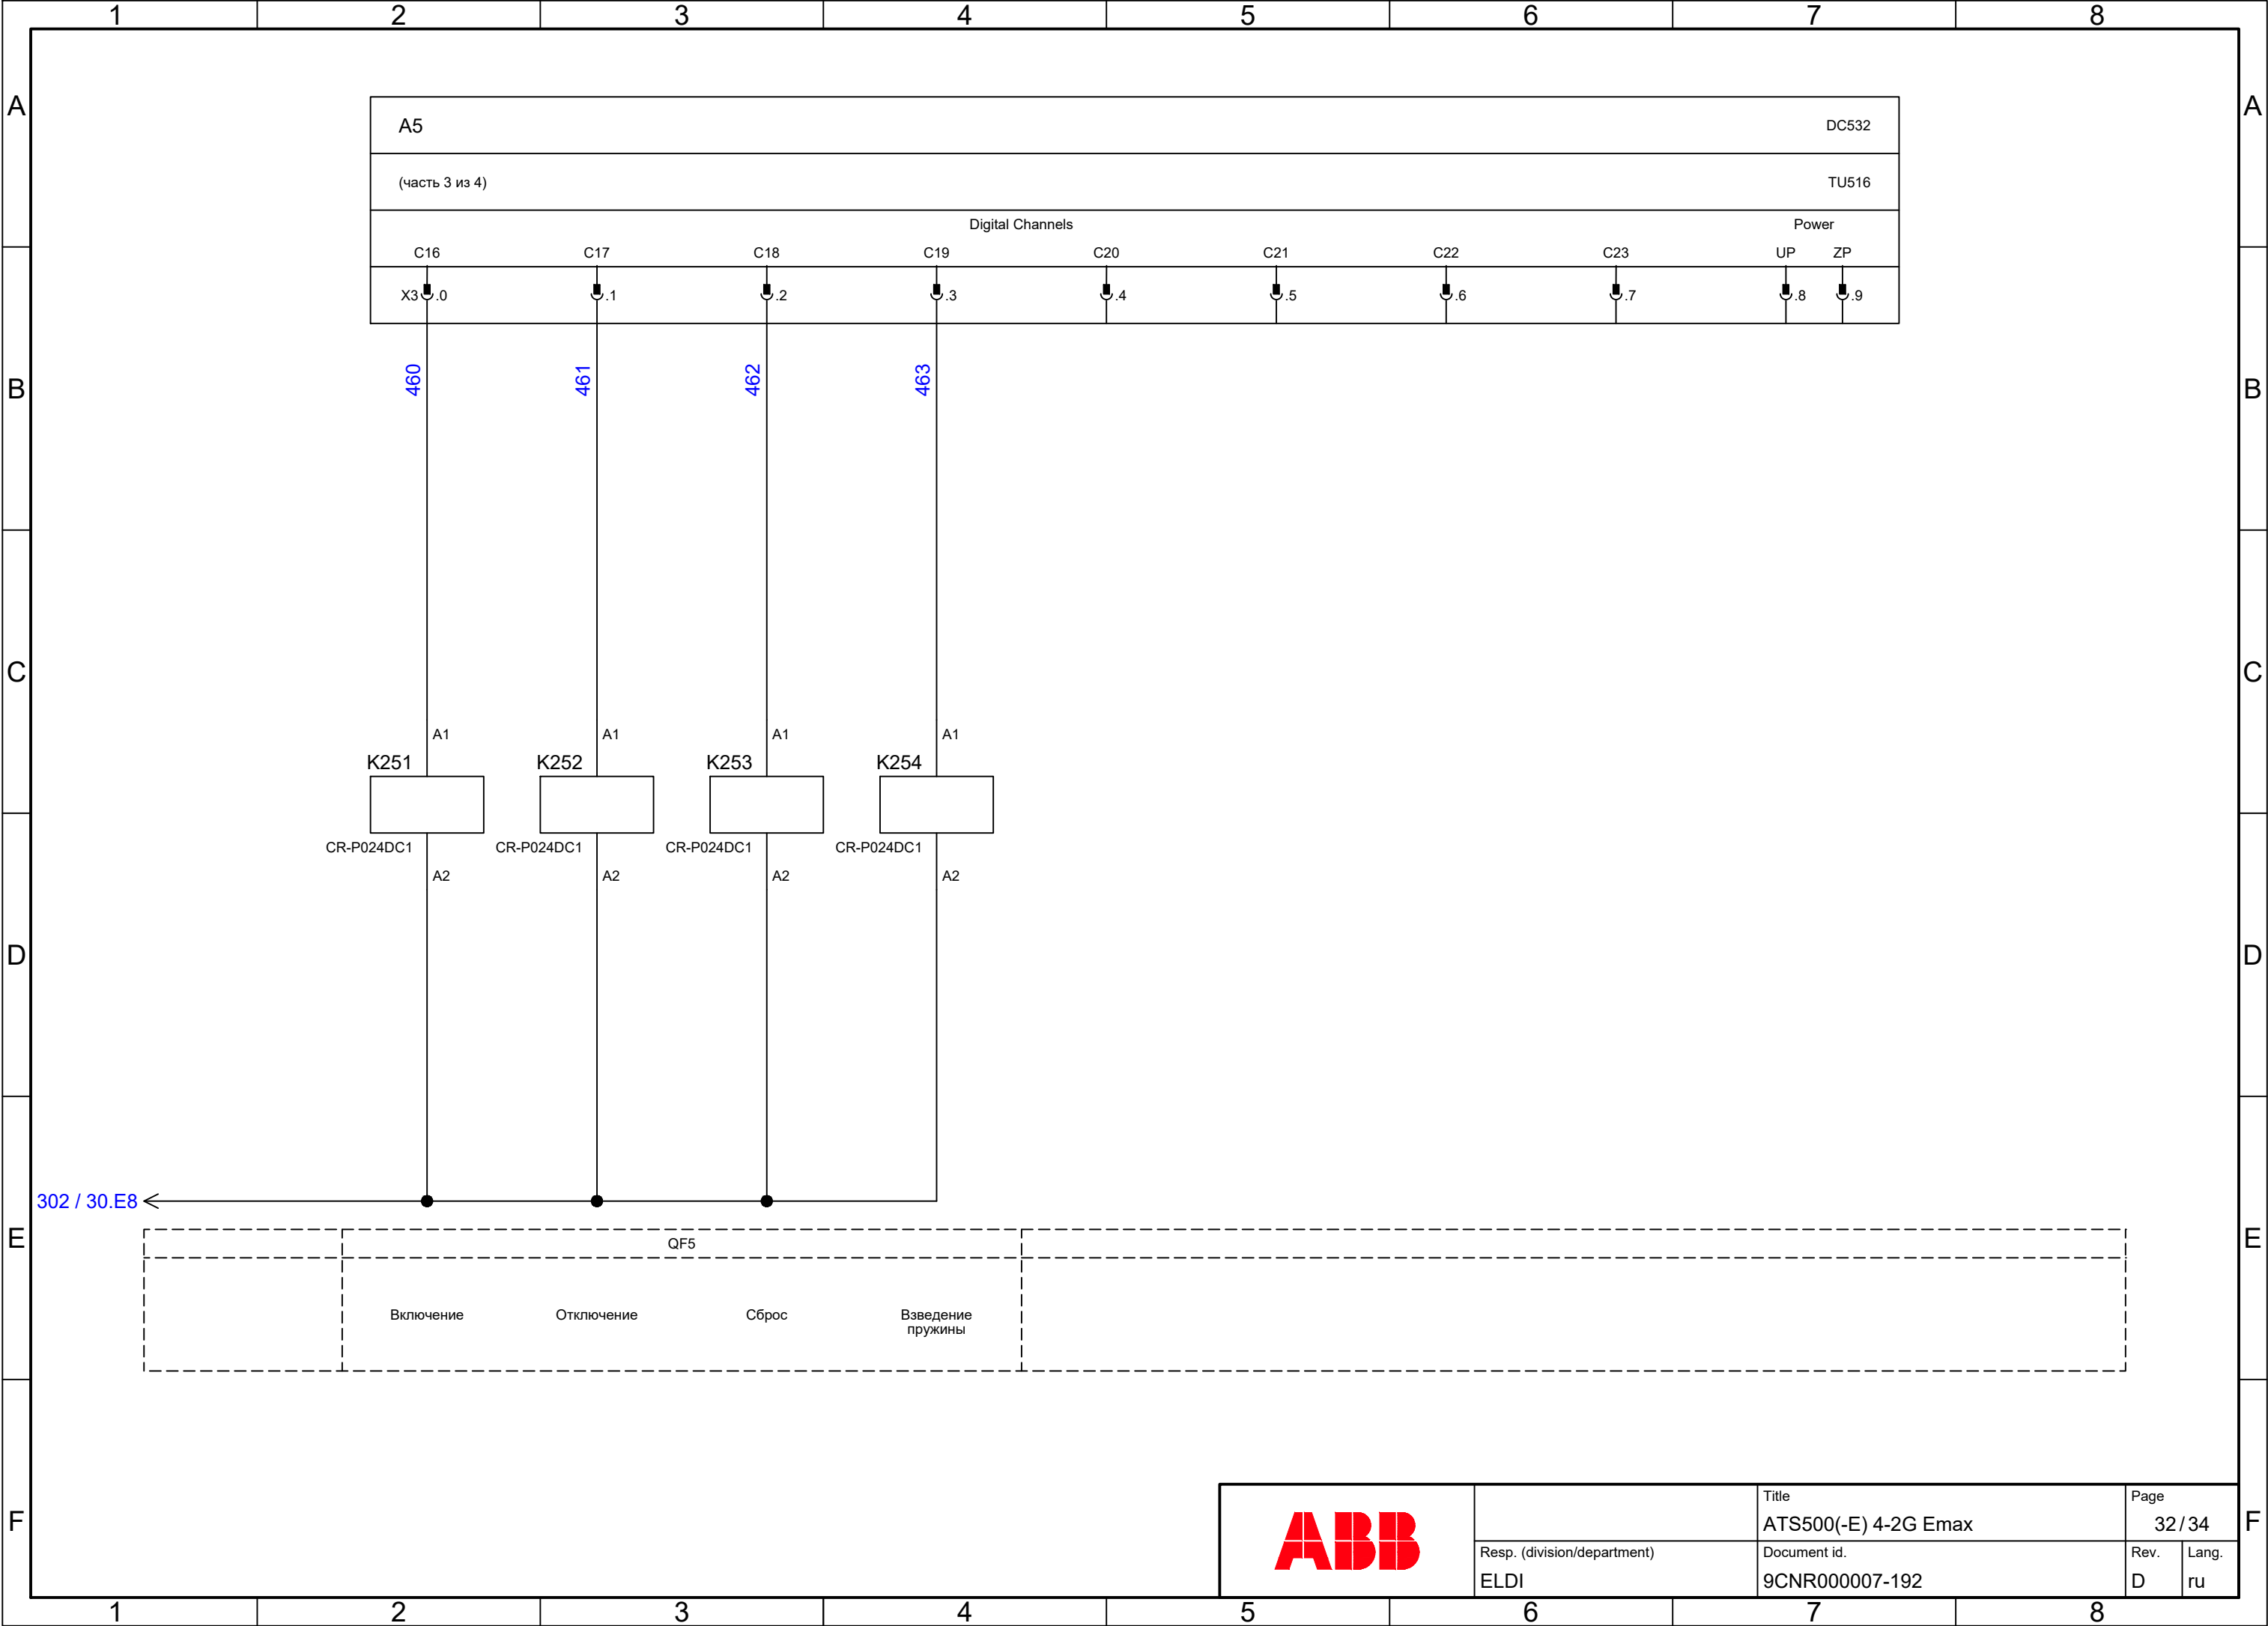 1 2 3 4 5 6 7 8
A A
A5 DC532
(часть 3 из 4) TU516
Digital Channels Power
C16 C17 C18 C19 C20 C21 C22 C23 UP ZP
X3 .0 .1 .2 .3 .4 .5 .6 .7 .8 .9
B B
460 461 462 463
C C
A1 A1 A1 A1
K251 K252 K253 K254
CR-P024DC1 CR-P024DC1 CR-P024DC1 CR-P024DC1
A2 A2 A2 A2
D D
302 / 30.E8
E E
QF5
Включение Отключение Сброс Взведение
пружины
F F
ABB
Title
ATS500(-E) 4-2G Emax
Page
32 / 34
Resp. (division/department)
ELDI
Document id.
9CNR000007-192
Rev.
D
Lang.
ru
1 2 3 4 5 6 7 8